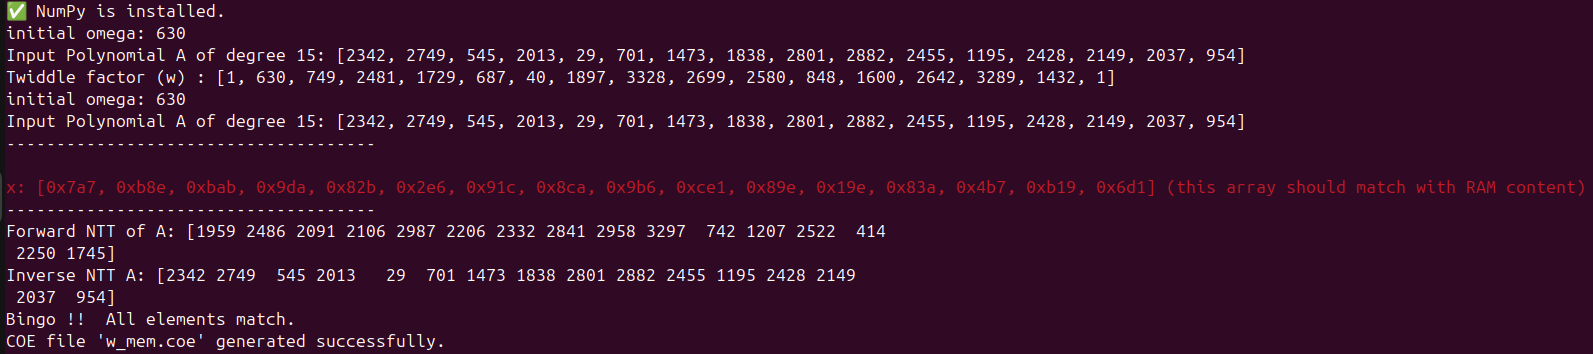 ✅ NumPy is installed.
initial omega: 630
Input Polynomial A of degree 15: [2342, 2749, 545, 2013, 29, 701, 1473, 1838, 2801, 2882, 2455, 1195, 2428, 2149, 2037, 954]
Twiddle factor (w) : [1, 630, 749, 2481, 1729, 687, 40, 1897, 3328, 2699, 2580, 848, 1600, 2642, 3289, 1432, 1]
initial omega: 630
Input Polynomial A of degree 15: [2342, 2749, 545, 2013, 29, 701, 1473, 1838, 2801, 2882, 2455, 1195, 2428, 2149, 2037, 954]
-------------------------------------
x: [0x7a7, 0xb8e, 0xbab, 0x9da, 0x82b, 0x2e6, 0x91c, 0x8ca, 0x9b6, 0xce1, 0x89e, 0x19e, 0x83a, 0x4b7, 0xb19, 0x6d1] (this array should match with RAM content)
-------------------------------------
Forward NTT of A: [1959 2486 2091 2106 2987 2206 2332 2841 2958 3297  742 1207 2522  414
 2250 1745]
Inverse NTT A: [2342 2749  545 2013   29  701 1473 1838 2801 2882 2455 1195 2428 2149
 2037  954]
Bingo !!  All elements match.
COE file 'w_mem.coe' generated successfully.